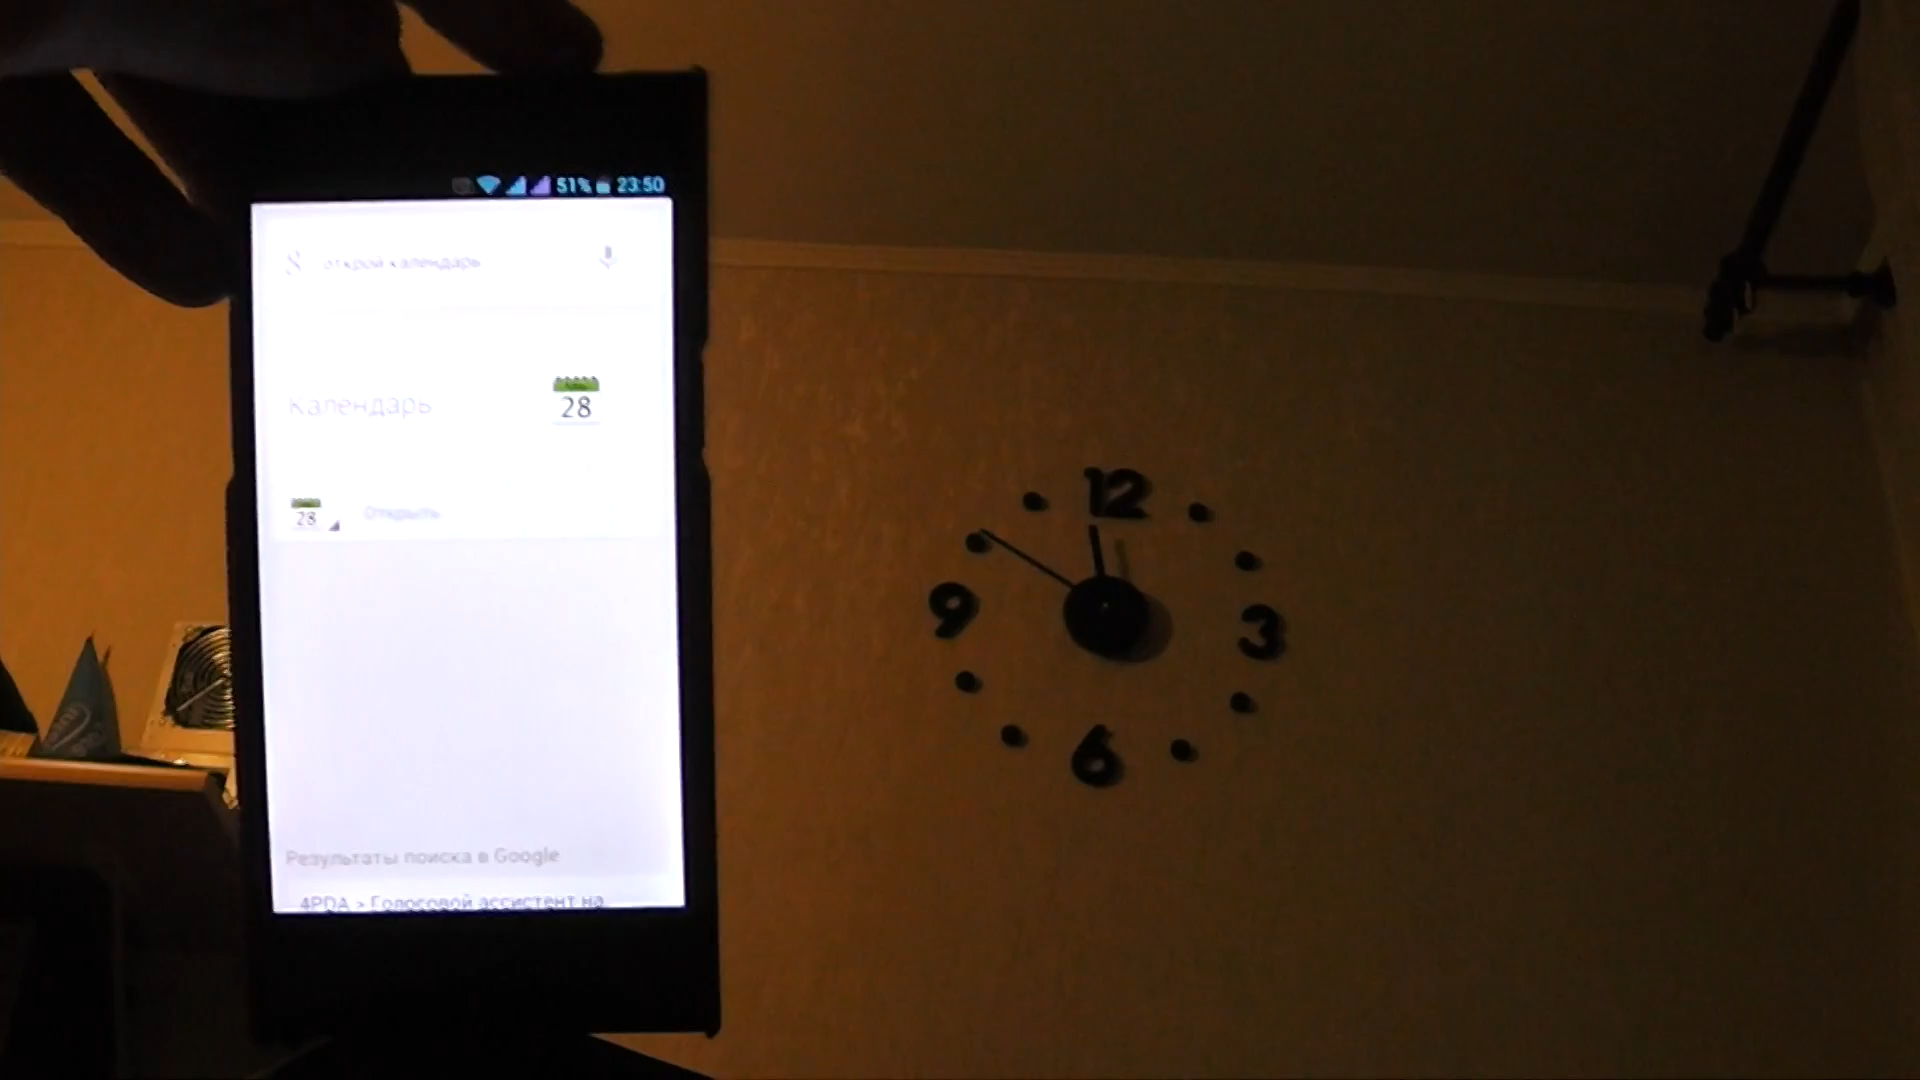 51% 23:50
открой календарь
Календарь
28
28
Открыть
Результаты поиска в Google
4PDA > Голосовой ассистент на
12
9
3
6